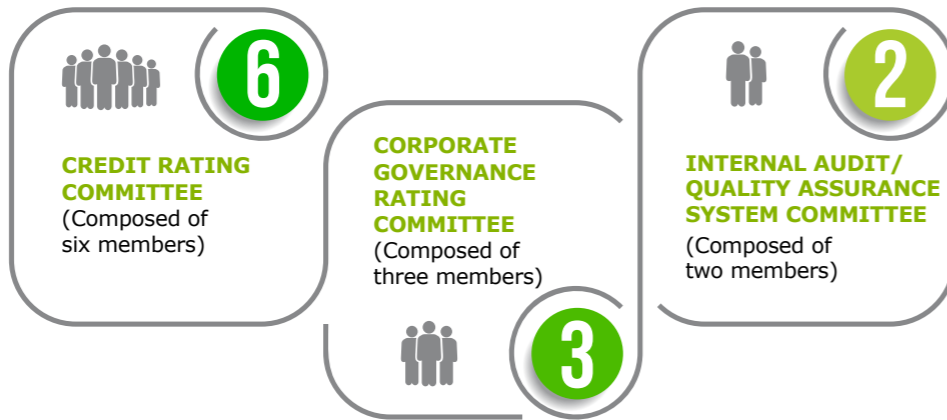 6
CREDIT RATING
COMMITTEE
(Composed of
six members)
CORPORATE
GOVERNANCE
RATING
COMMITTEE
(Composed of
three members)
3
2
INTERNAL AUDIT/
QUALITY ASSURANCE
SYSTEM COMMITTEE
(Composed of
two members)